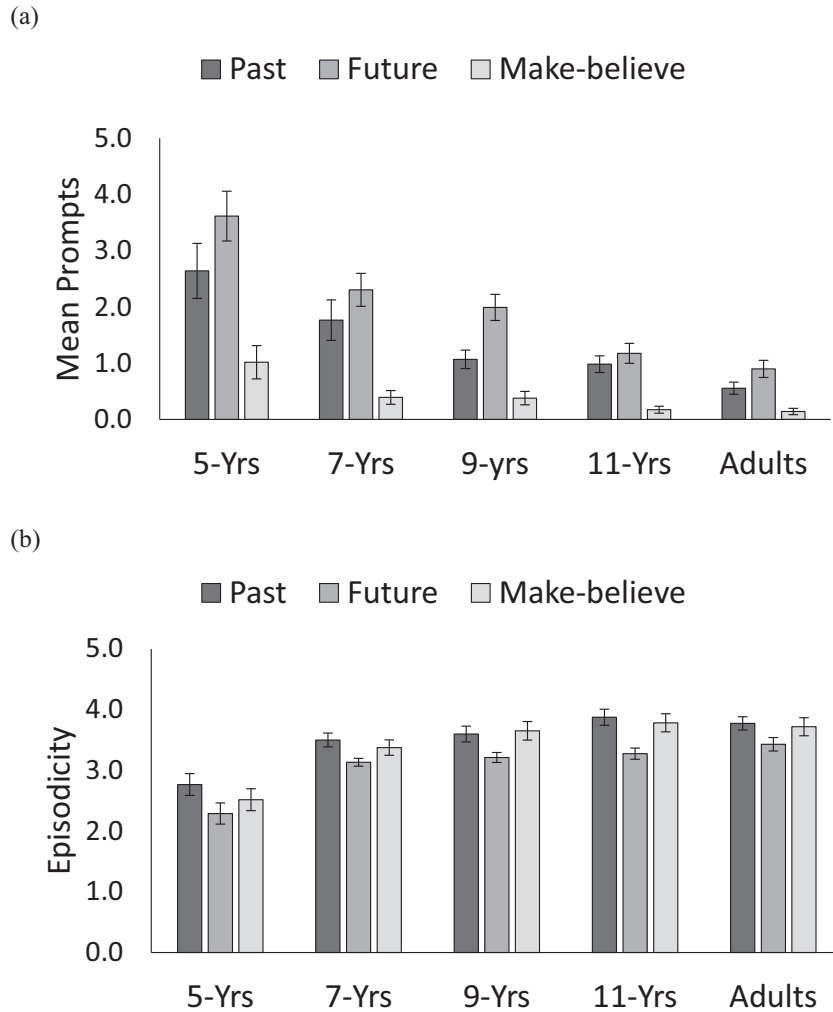 (a)
Past Future Make-believe
5.0
4.0
3.0
2.0
1.0
0.0
Mean Prompts
5-Yrs 7-Yrs 9-yrs 11-Yrs Adults
(b)
Past Future Make-believe
5.0
4.0
3.0
2.0
1.0
0.0
Episodicity
5-Yrs 7-Yrs 9-Yrs 11-Yrs Adults